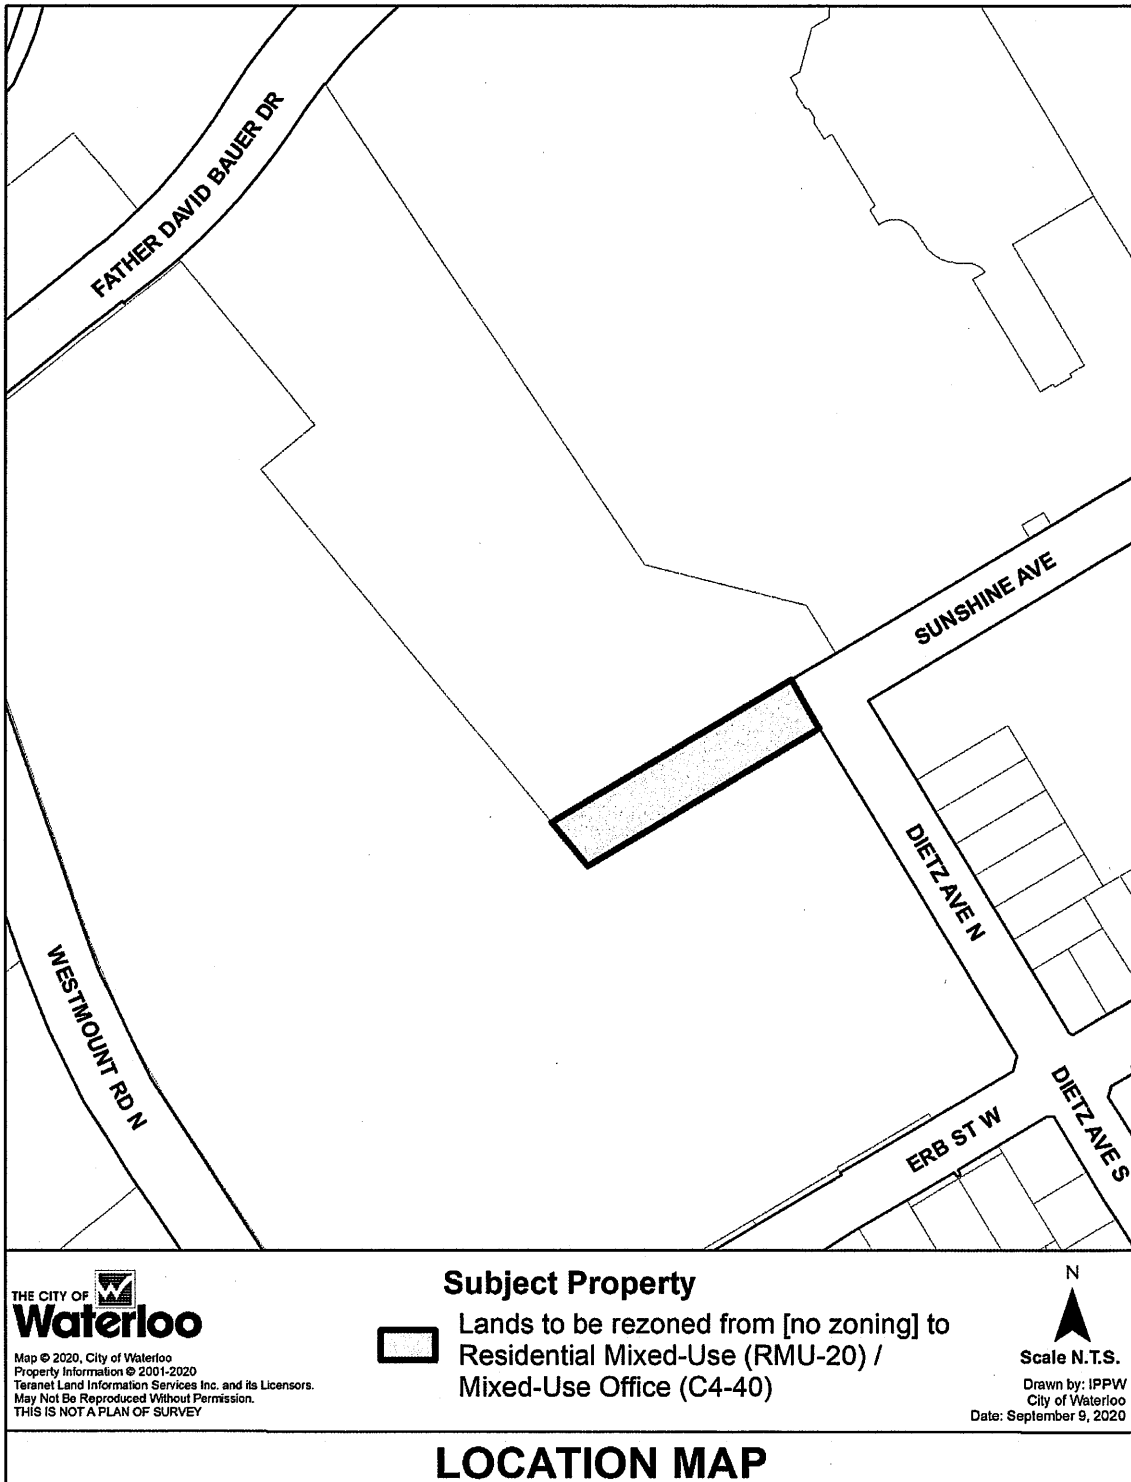 FATHER DAVID BAUER DR
SUNSHINE AVE
DIETZ AVE N
WESTMOUNT RD N
DIETZ AVE S
ERB ST W
THE CITY OF
Waterloo
Map © 2020, City of Waterloo
Property Information © 2001-2020
Teranet Land Information Services Inc. and its Licensors.
May Not Be Reproduced Without Permission.
THIS IS NOT A PLAN OF SURVEY
Subject Property
Lands to be rezoned from [no zoning] to
Residential Mixed-Use (RMU-20) /
Mixed-Use Office (C4-40)
N
Scale N.T.S.
Drawn by: IPPW
City of Waterloo
Date: September 9, 2020
LOCATION MAP